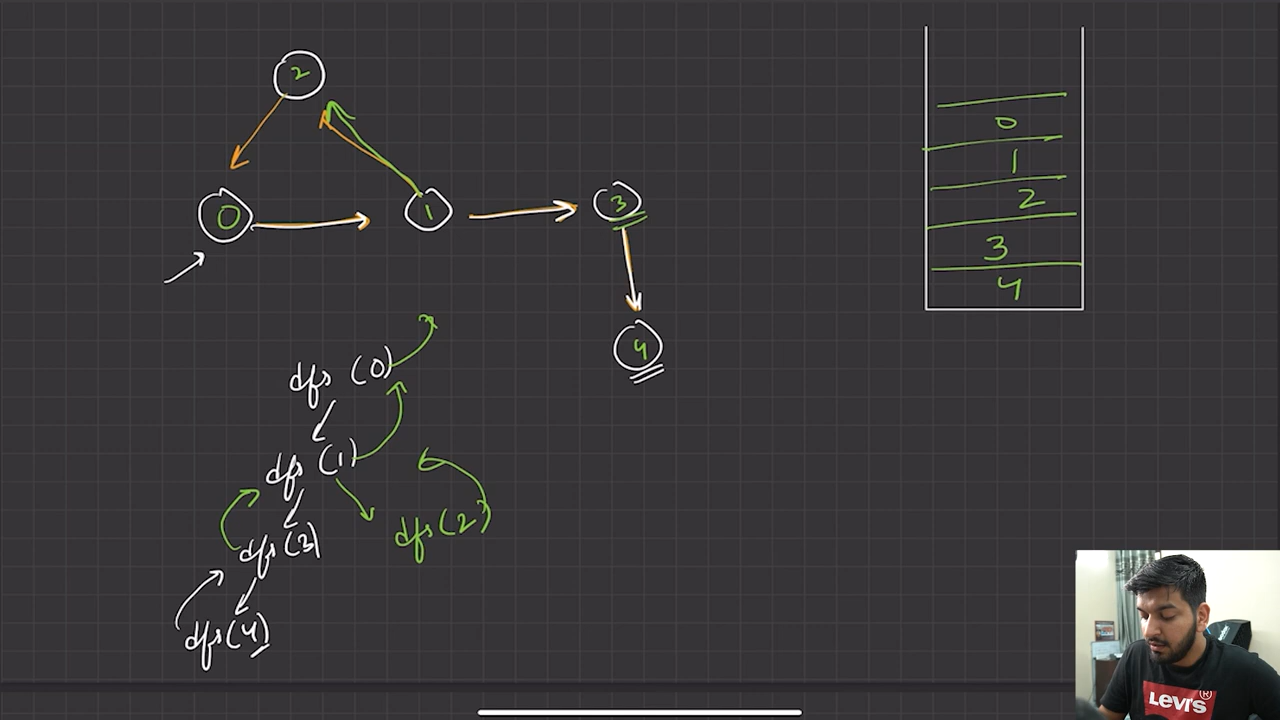 2
0
1
3
4
0
1
2
3
4
dfs (0)
dfs (1)
dfs(3)
dfs(2)
dfs(4)
Levi's ®